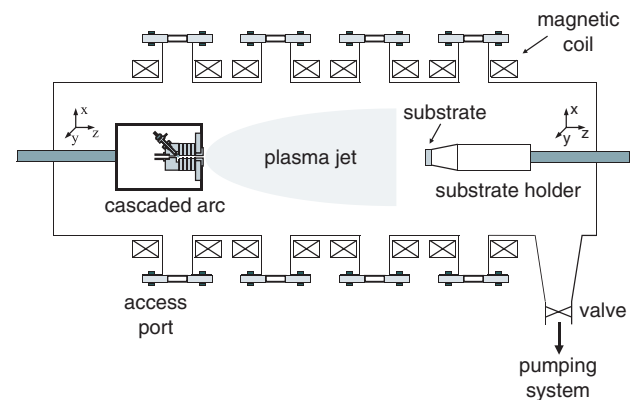 magnetic
coil
x
y
z
substrate
x
y
z
plasma jet
cascaded arc
substrate holder
access
port
valve
pumping
system